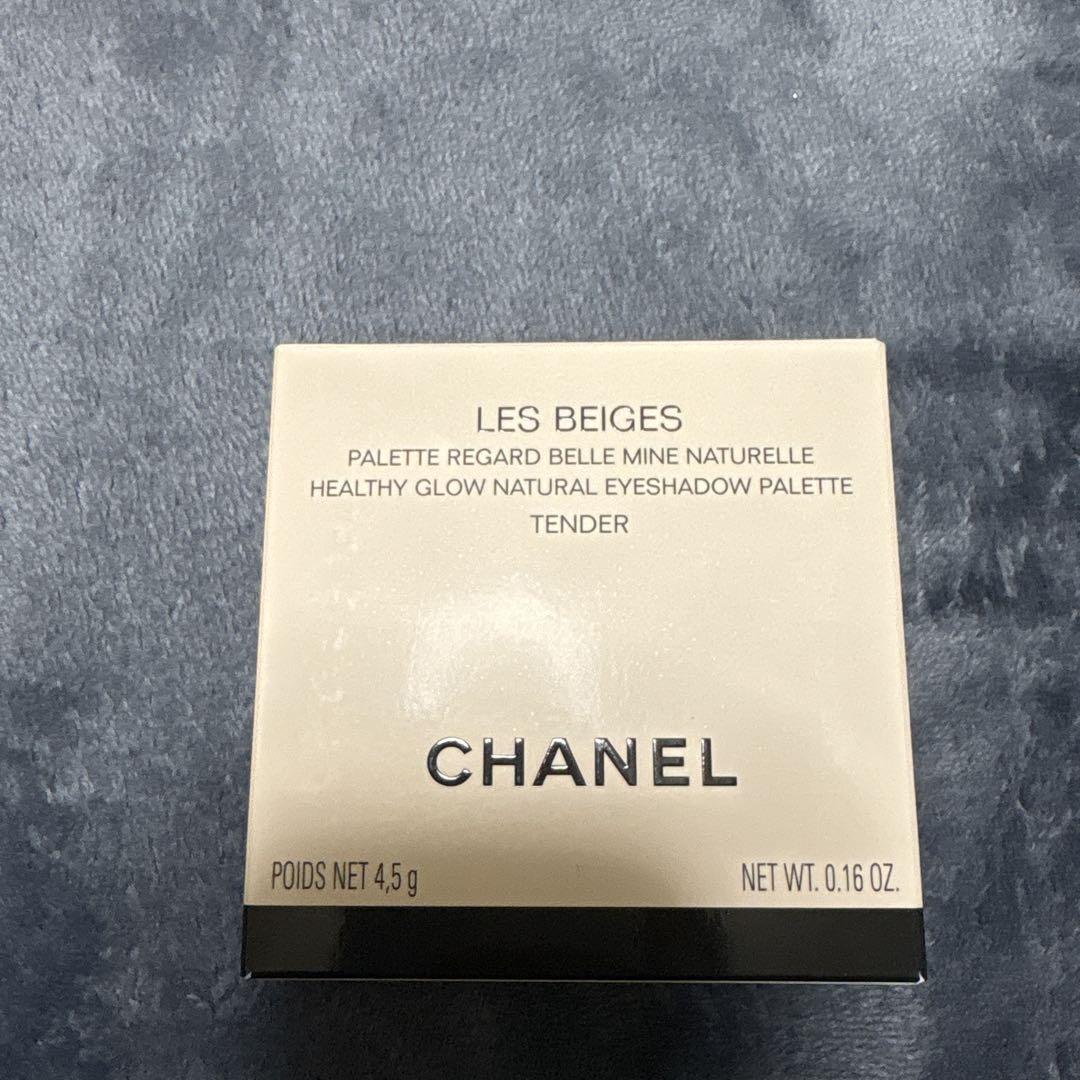 LES BEIGES
PALETTE REGARD BELLE MINE NATURELLE
HEALTHY GLOW NATURAL EYESHADOW PALETTE
TENDER
CHANEL
POIDS NET 4,5 g
NET WT. 0.16 OZ.